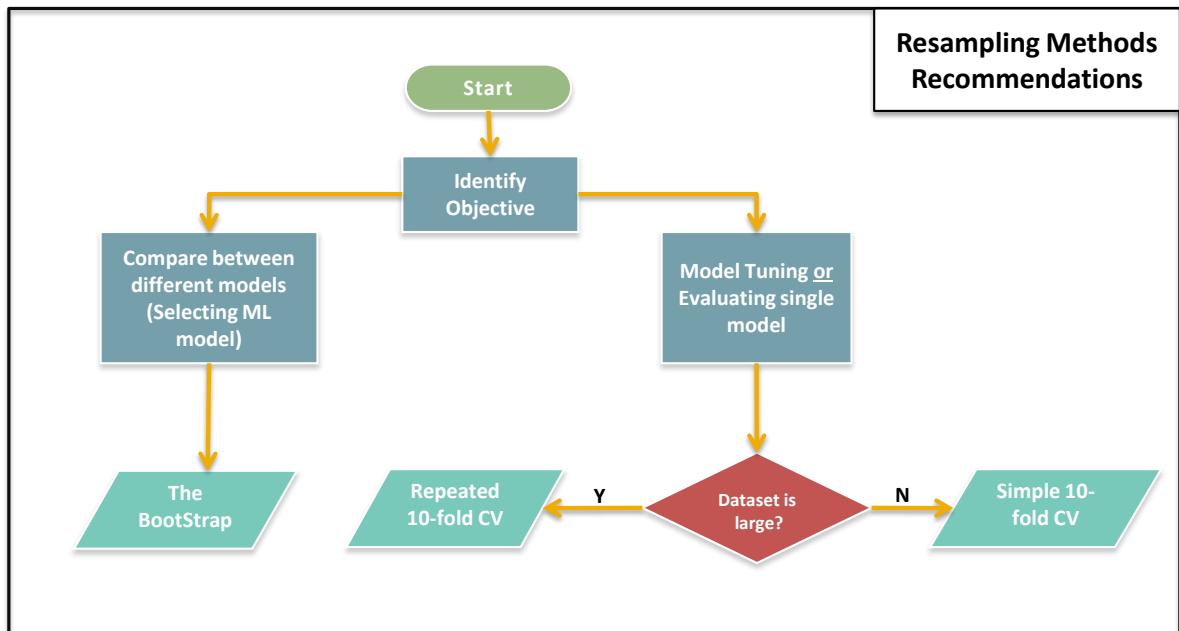 Resampling Methods
Recommendations
Start
Identify
Objective
Compare between
different models
(Selecting ML
model)
Model Tuning or
Evaluating single
model
The
BootStrap
Repeated
10-fold CV
Y
Dataset is
large?
N
Simple 10-
fold CV